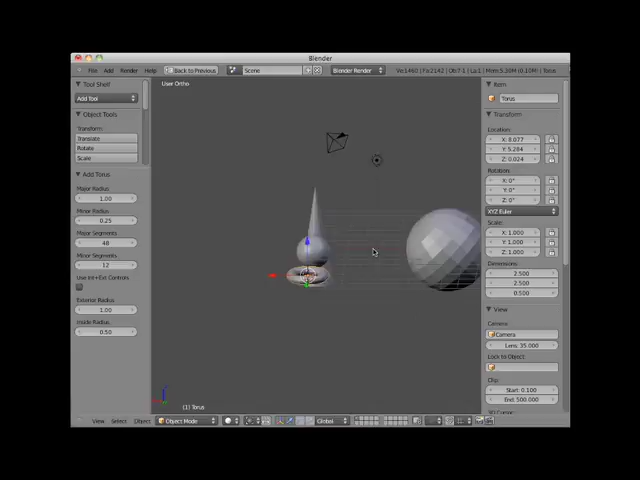 Blender
File Add Render Help Back to Previous Scene Blender Render
Tool Shelf
Add Tool
Object Tools
Transform:
Translate
Rotate
Scale
Add Torus
Major Radius
1.00
Minor Radius
0.25
Major Segments
48
Minor Segments
12
Use Int+Ext Controls
Exterior Radius
1.00
Inside Radius
0.50
User Ortho
(1) Torus
View Select Object Object Mode Global
Item
Torus
Transform
Location:
X: 8.077
Y: 5.284
Z: 0.024
Rotation:
X: 0°
Y: 0°
Z: 0°
XYZ Euler
Scale:
X: 1.000
Y: 1.000
Z: 1.000
Dimensions
2.500
2.500
0.500
View
Camera:
Camera
Lens: 35.000
Lock to Object:
Clip:
Start: 0.100
End: 500.000
3D Cursor